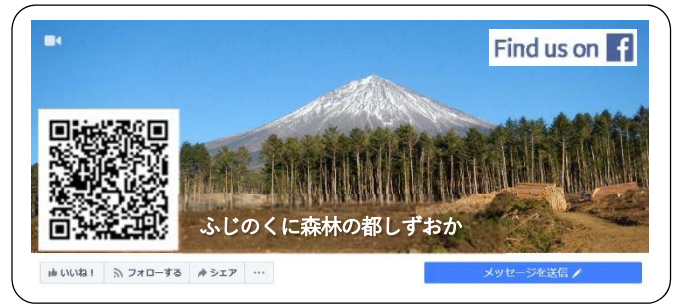 Find us on f
ふじのくに森林の都しずおか
いいね! フォローする シェア ... メッセージを送信